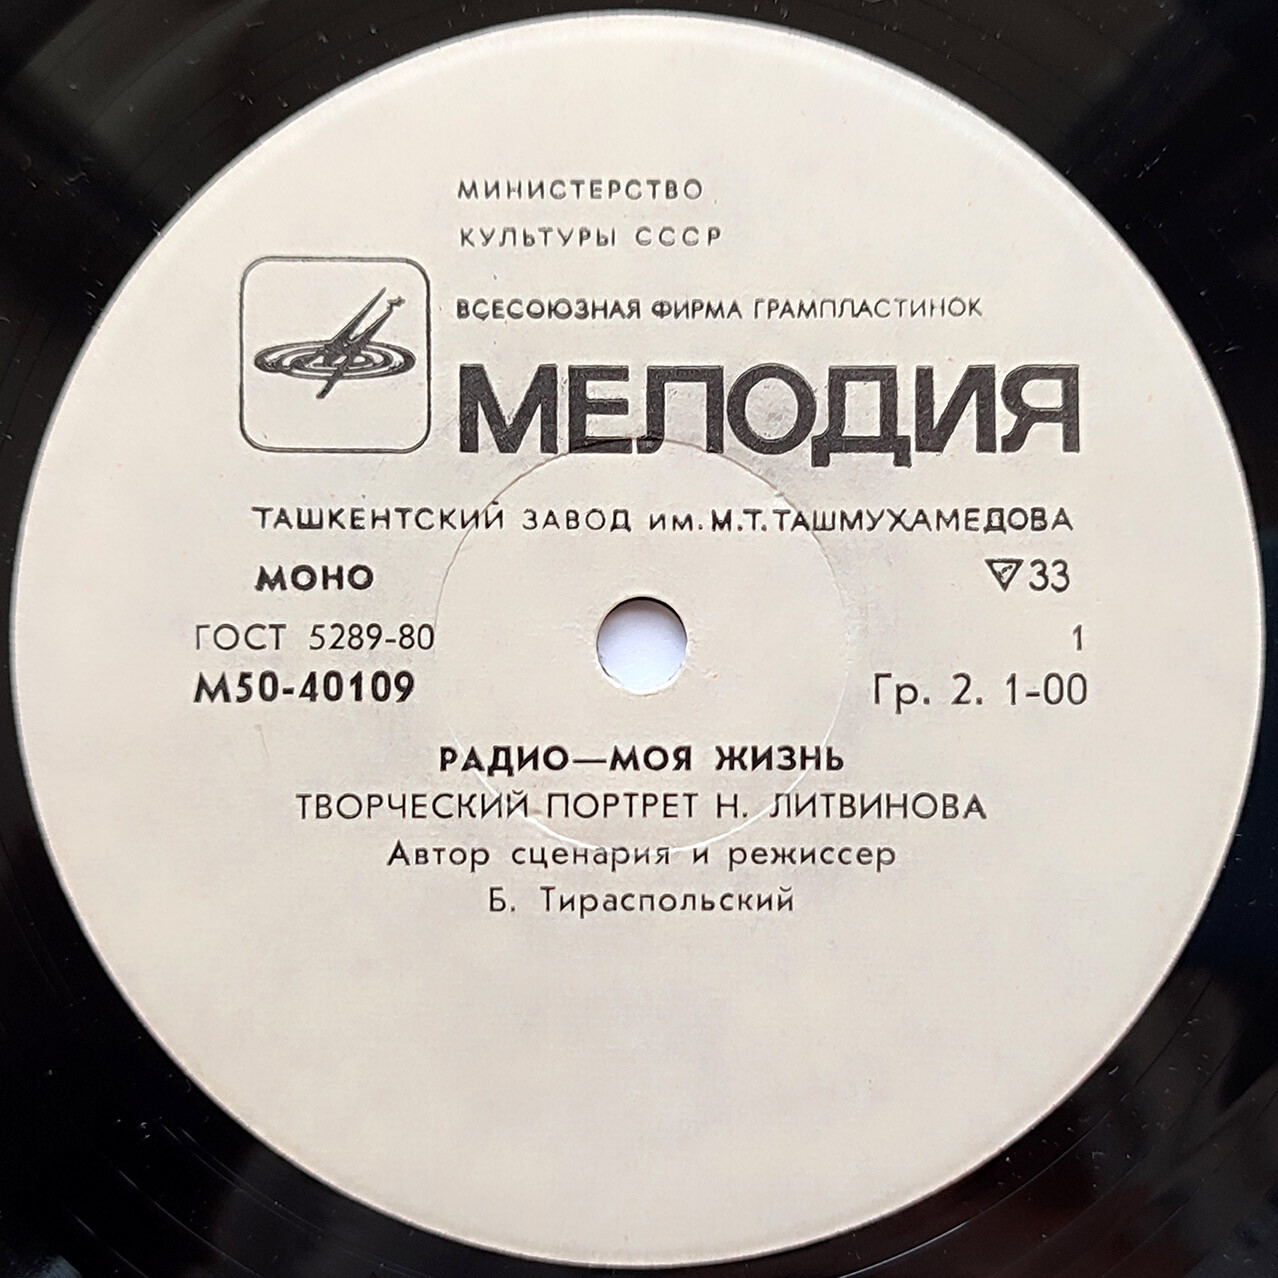 МИНИСТЕРСТВО
КУЛЬТУРЫ СССР
ВСЕСОЮЗНАЯ ФИРМА ГРАМПЛАСТИНОК
МЕЛОДИЯ
ТАШКЕНТСКИЙ ЗАВОД им. М.Т. ТАШМУХАМЕДОВА
МОНО 33
ГОСТ 5289-80 1
М50-40109 Гр. 2. 1-00
РАДИО—МОЯ ЖИЗНЬ
ТВОРЧЕСКИЙ ПОРТРЕТ Н. ЛИТВИНОВА
Автор сценария и режиссер
Б. Тираспольский